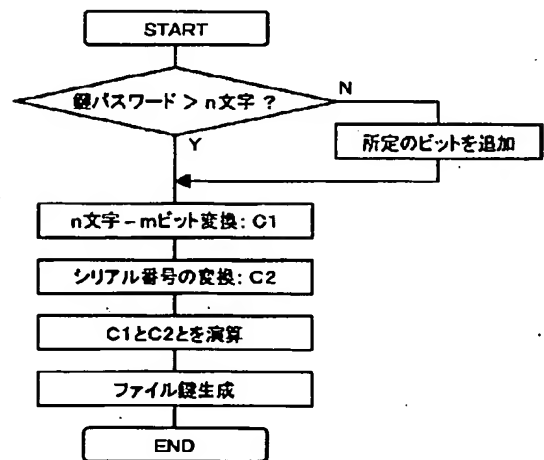 START
鍵パスワード > n文字 ?
N
所定のビットを追加
Y
n文字－mビット変換: C1
シリアル番号の変換: C2
C1とC2とを演算
ファイル鍵生成
END